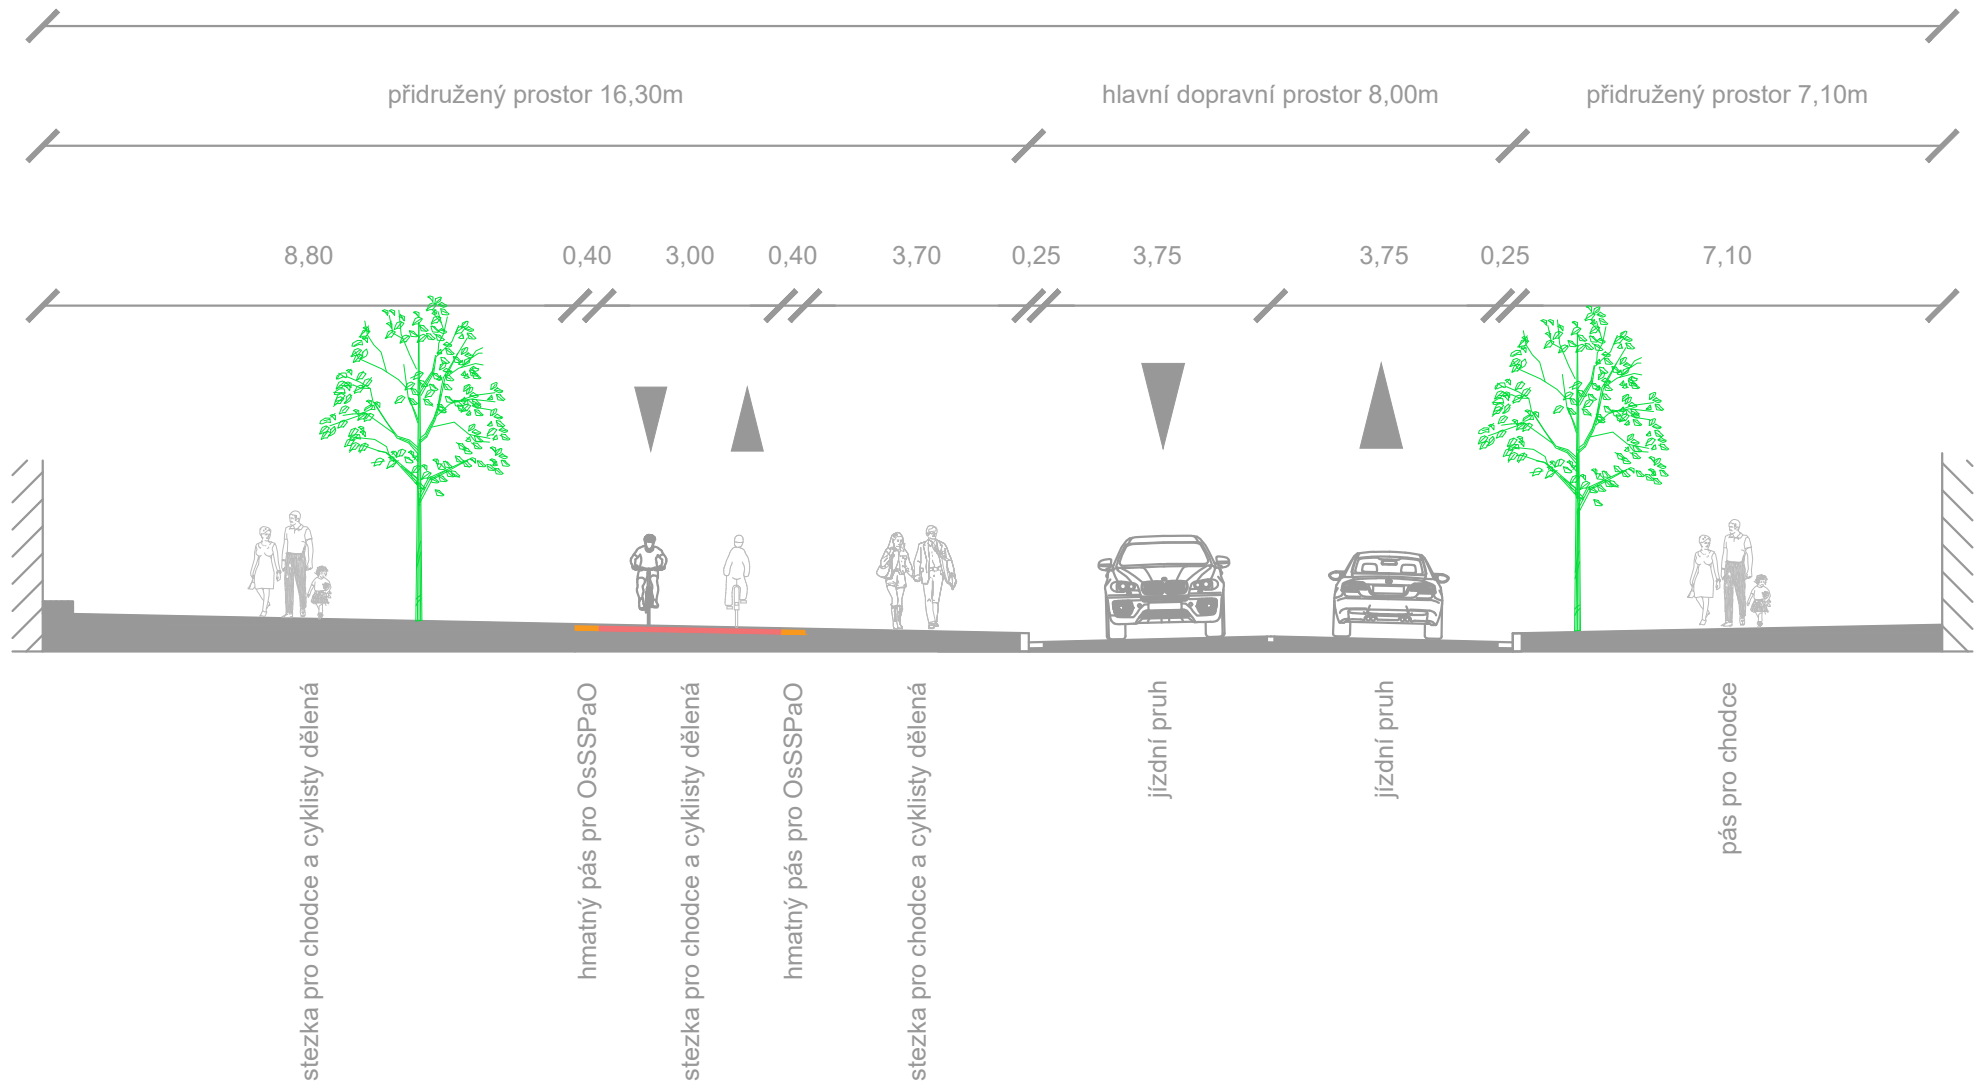 přidružený prostor 16,30m
hlavní dopravní prostor 8,00m
přidružený prostor 7,10m
8,80
0,40
3,00
0,40
3,70
0,25
3,75
3,75
0,25
7,10
stezka pro chodce a cyklisty dělená
hmatný pás pro OsSSPaO
stezka pro chodce a cyklisty dělená
hmatný pás pro OsSSPaO
stezka pro chodce a cyklisty dělená
jízdní pruh
jízdní pruh
pás pro chodce